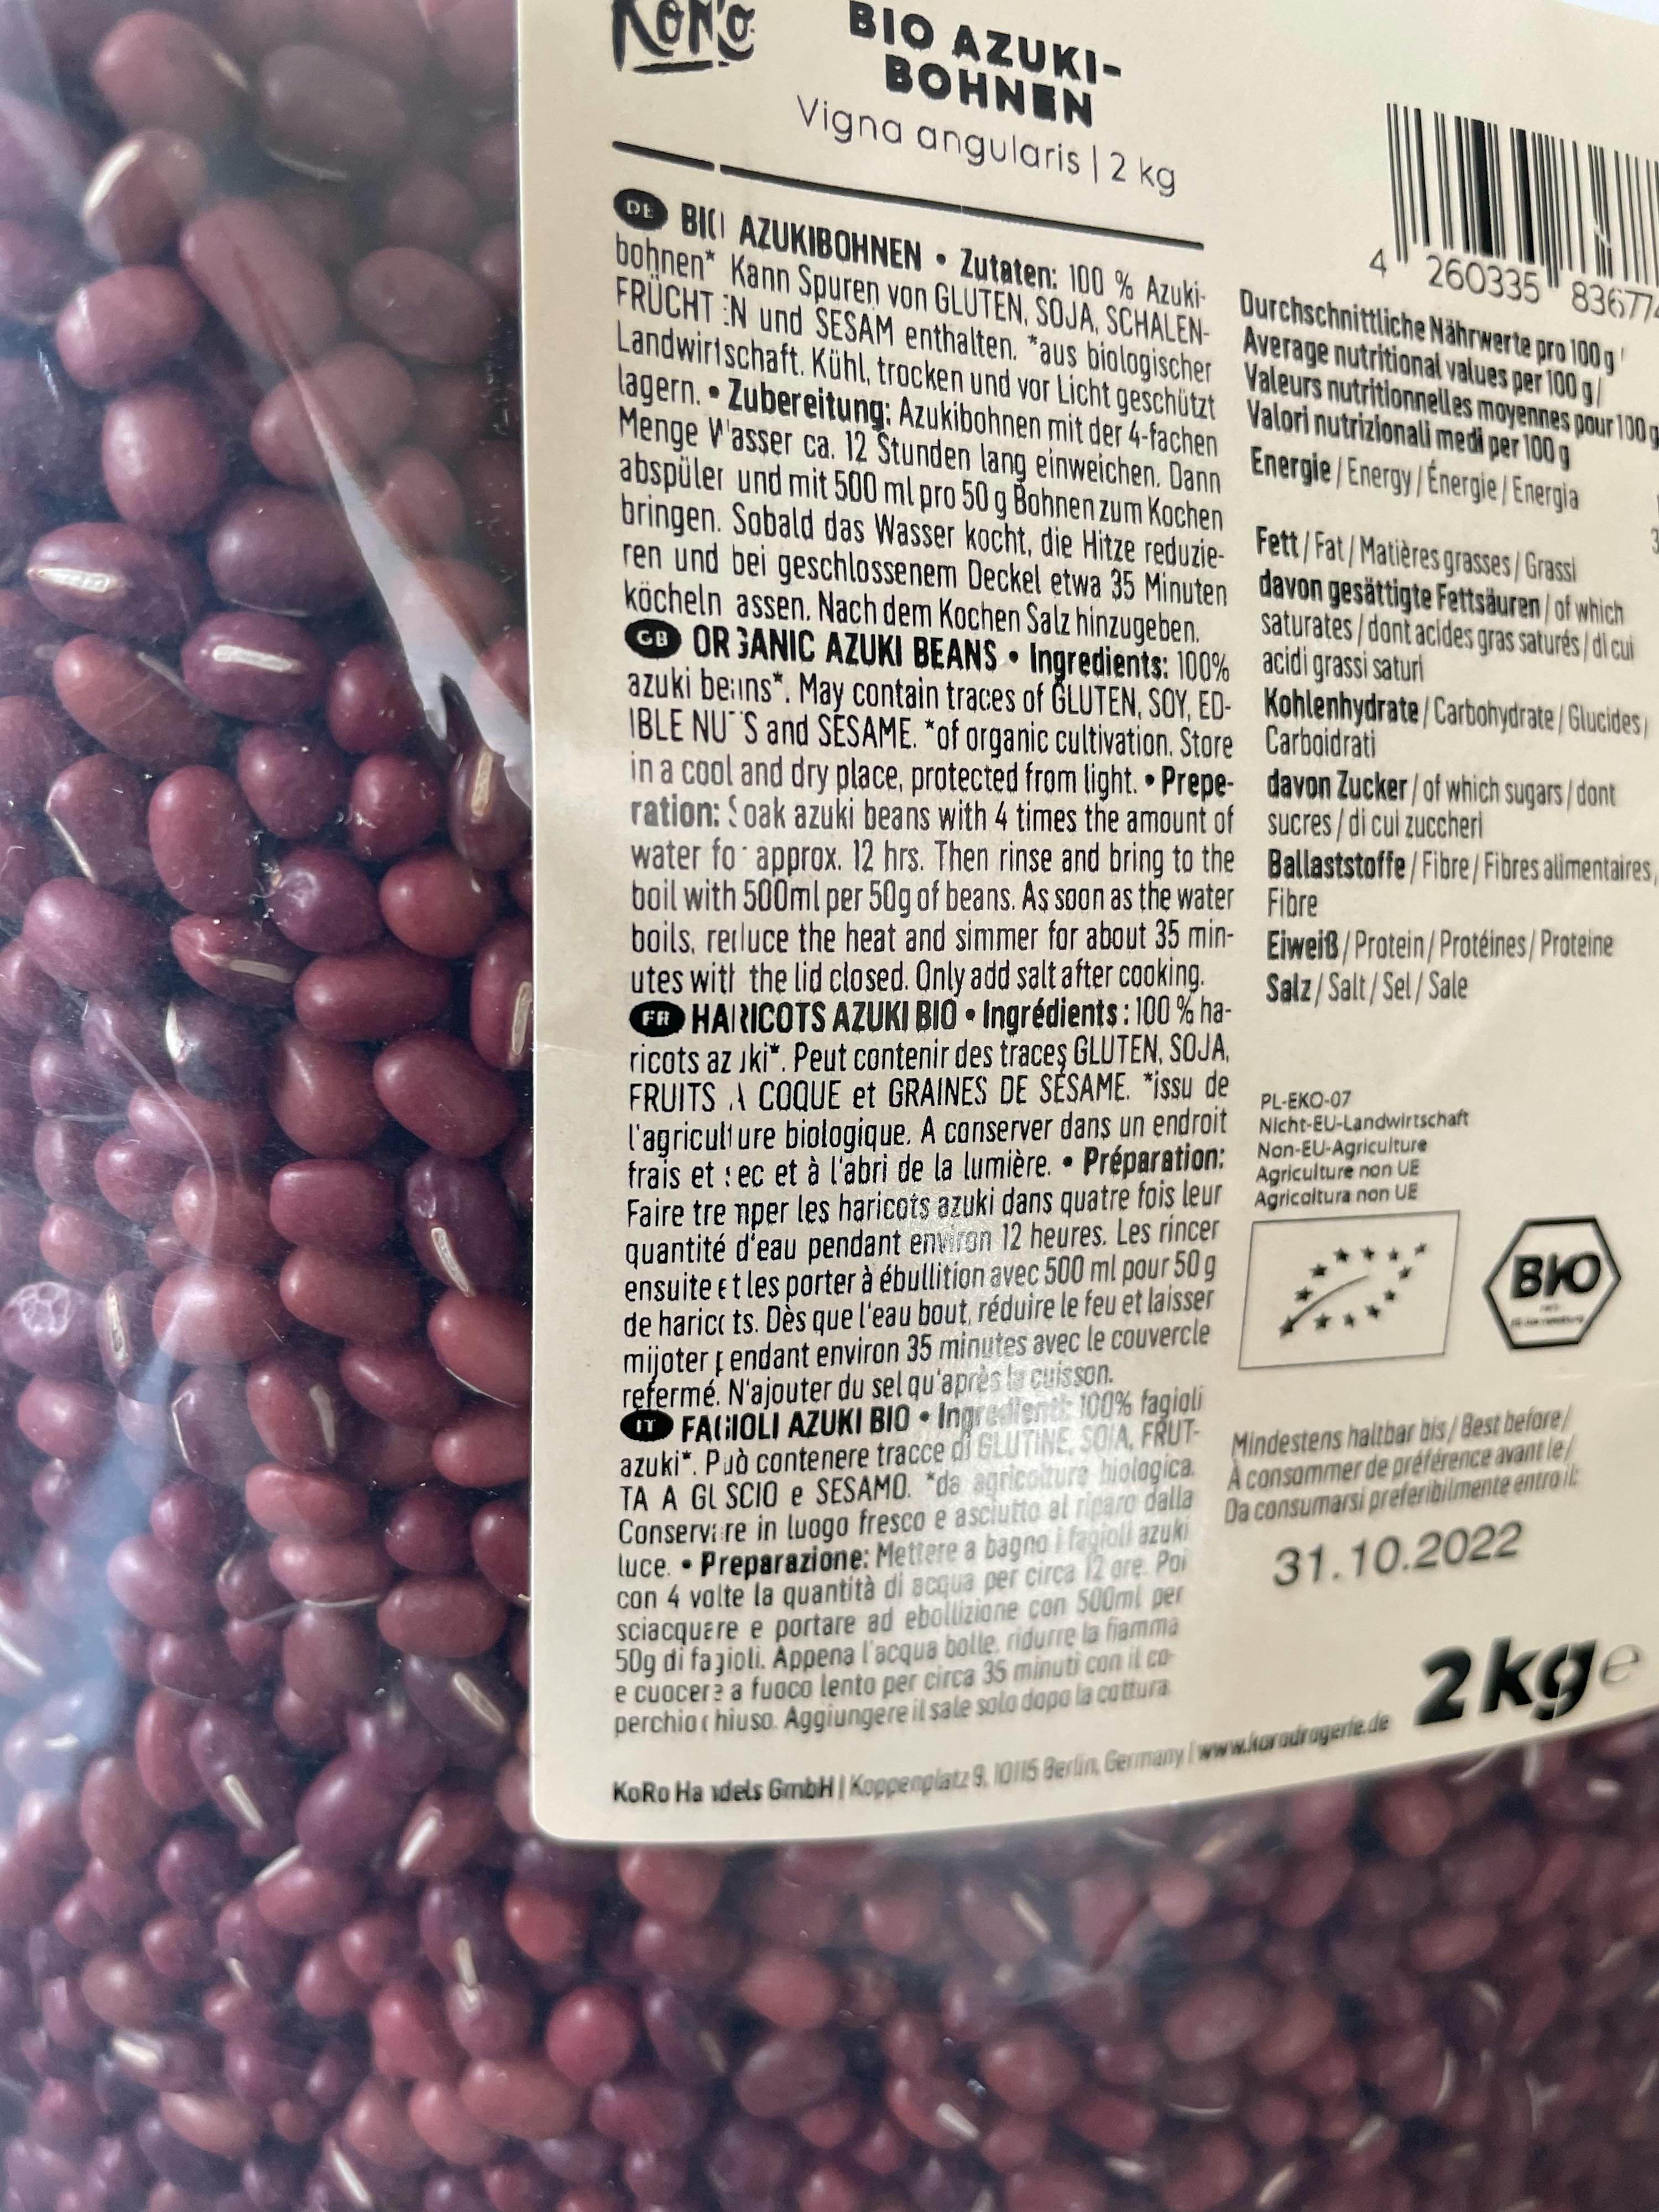 KoRo
BIO AZUKI-
BOHNEN
Vigna angularis | 2 kg
DE BIO AZUKIBOHNEN • Zutaten: 100 % Azuki-
bohnen* Kann Spuren von GLUTEN, SOJA, SCHALEN-
FRÜCHTEN und SESAM enthalten. *aus biologischer
Landwirtschaft. Kühl, trocken und vor Licht geschützt
lagern. • Zubereitung: Azukibohnen mit der 4-fachen
Menge Wasser ca. 12 Stunden lang einweichen. Dann
abspülen und mit 500 ml pro 50 g Bohnen zum Kochen
bringen. Sobald das Wasser kocht, die Hitze reduzie-
ren und bei geschlossenem Deckel etwa 35 Minuten
köcheln lassen. Nach dem Kochen Salz hinzugeben.
GB ORGANIC AZUKI BEANS • Ingredients: 100%
azuki beans*. May contain traces of GLUTEN, SOY, ED-
IBLE NUTS and SESAME. *of organic cultivation. Store
in a cool and dry place, protected from light. • Prepe-
ration: Soak azuki beans with 4 times the amount of
water for approx. 12 hrs. Then rinse and bring to the
boil with 500ml per 50g of beans. As soon as the water
boils, reduce the heat and simmer for about 35 min-
utes with the lid closed. Only add salt after cooking.
FR HARICOTS AZUKI BIO • Ingrédients : 100 % ha-
ricots azuki*. Peut contenir des traces GLUTEN, SOJA,
FRUITS À COQUE et GRAINES DE SÉSAME. *issu de
l'agriculture biologique. A conserver dans un endroit
frais et sec et à l'abri de la lumière. • Préparation:
Faire tremper les haricots azuki dans quatre fois leur
quantité d'eau pendant environ 12 heures. Les rincer
ensuite et les porter à ébullition avec 500 ml pour 50 g
de haricots. Dès que l'eau bout, réduire le feu et laisser
mijoter pendant environ 35 minutes avec le couvercle
refermé. N'ajouter du sel qu'après la cuisson.
IT FAGIOLI AZUKI BIO • Ingredienti: 100% fagioli
azuki*. Può contenere tracce di GLUTINE, SOIA, FRUT-
TA A GUSCIO e SESAMO. *da agricoltura biologica.
Conservare in luogo fresco e asciutto al riparo dalla
luce. • Preparazione: Mettere a bagno i fagioli azuki
con 4 volte la quantità di acqua per circa 12 ore. Poi
sciacquare e portare ad ebollizione con 500ml per
50g di fagioli. Appena l'acqua bolle, ridurre la fiamma
e cuocere a fuoco lento per circa 35 minuti con il co-
perchio chiuso. Aggiungere il sale solo dopo la cottura.
KoRo Handels GmbH | Koppenplatz 9, 10115 Berlin, Germany | www.korodrogerie.de
4 260335 83677
Durchschnittliche Nährwerte pro 100 g /
Average nutritional values per 100 g /
Valeurs nutritionnelles moyennes pour 100 g
Valori nutrizionali medi per 100 g
Energie / Energy / Énergie / Energia
Fett / Fat / Matières grasses / Grassi
davon gesättigte Fettsäuren / of which
saturates / dont acides gras saturés / di cui
acidi grassi saturi
Kohlenhydrate / Carbohydrate / Glucides /
Carboidrati
davon Zucker / of which sugars / dont
sucres / di cui zuccheri
Ballaststoffe / Fibre / Fibres alimentaires,
Fibre
Eiweiß / Protein / Protéines / Proteine
Salz / Salt / Sel / Sale
PL-EKO-07
Nicht-EU-Landwirtschaft
Non-EU-Agriculture
Agriculture non UE
Agricoltura non UE
BIO
Mindestens haltbar bis / Best before /
À consommer de préférence avant le /
Da consumarsi preferibilmente entro il:
31.10.2022
2 kg e